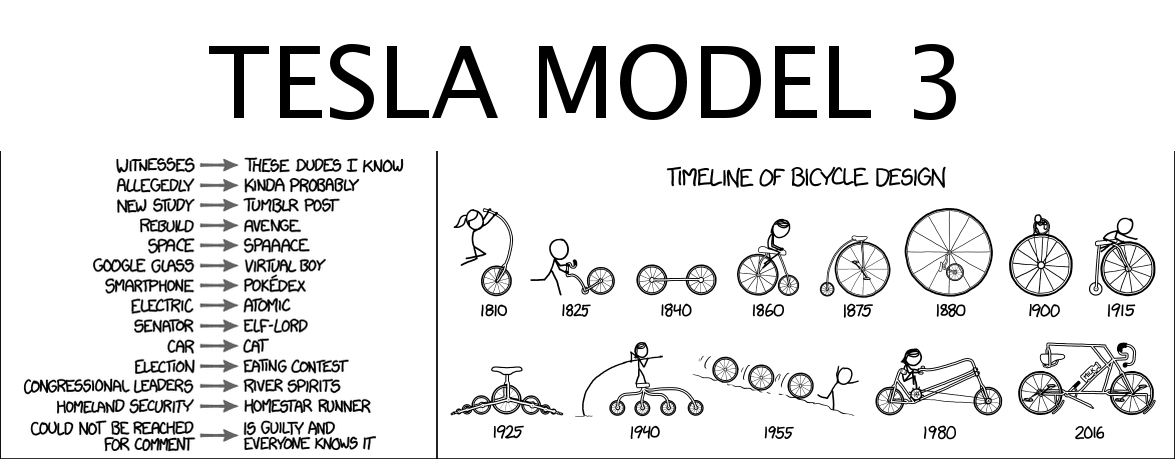 TESLA MODEL 3
WITNESSES → THESE DUDES I KNOW
ALLEGEDLY → KINDA PROBABLY
NEW STUDY → TUMBLR POST
REBUILD → AVENGE
SPACE → SPAAACE
GOOGLE GLASS → VIRTUAL BOY
SMARTPHONE → POKÉDEX
ELECTRIC → ATOMIC
SENATOR → ELF-LORD
CAR → CAT
ELECTION → EATING CONTEST
CONGRESSIONAL LEADERS → RIVER SPIRITS
HOMELAND SECURITY → HOMESTAR RUNNER
COULD NOT BE REACHED
FOR COMMENT → IS GUILTY AND
EVERYONE KNOWS IT
TIMELINE OF BICYCLE DESIGN
1810 1825 1840 1860 1875 1880 1900 1915
1925 1940 1955 1980 2016